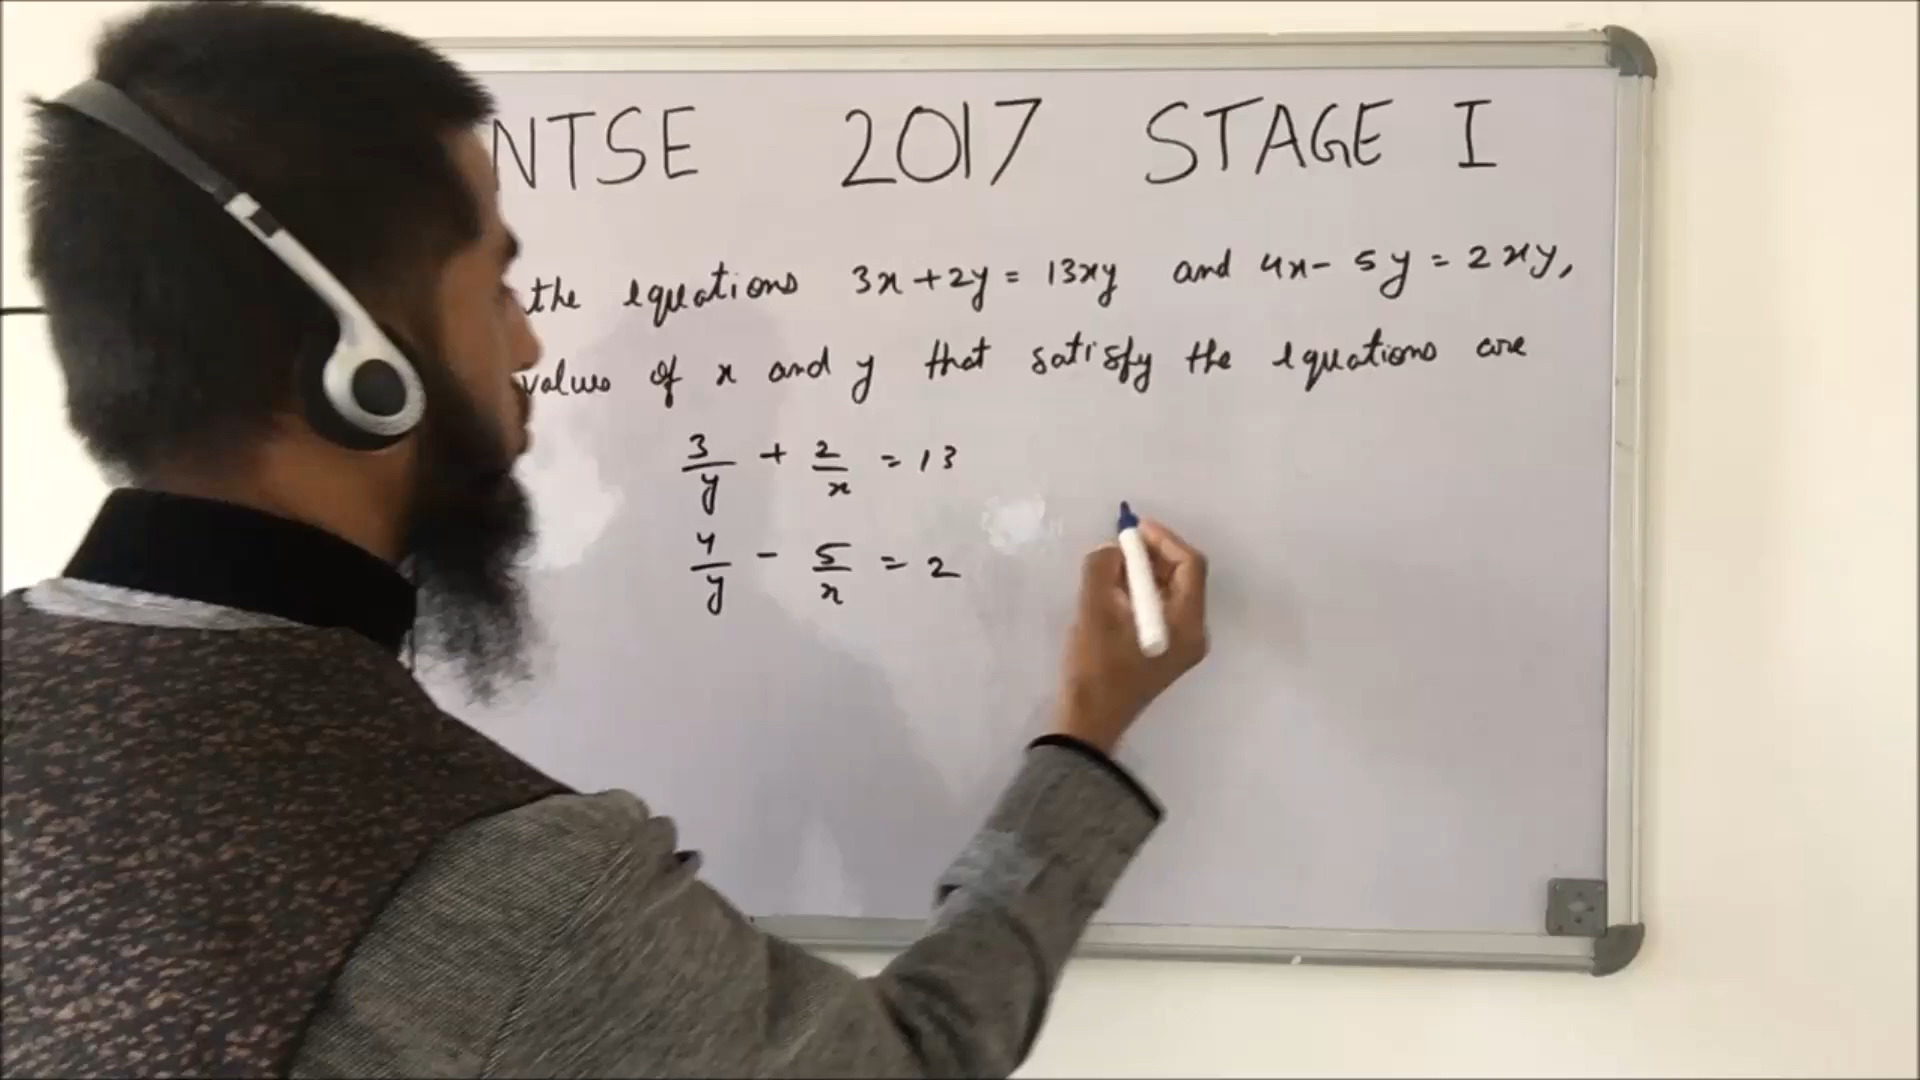 NTSE 2017 STAGE I
the equations 3x + 2y = 13xy and 4x - 5y = 2xy,
values of x and y that satisfy the equations are
3/y + 2/x = 13
4/y - 5/x = 2